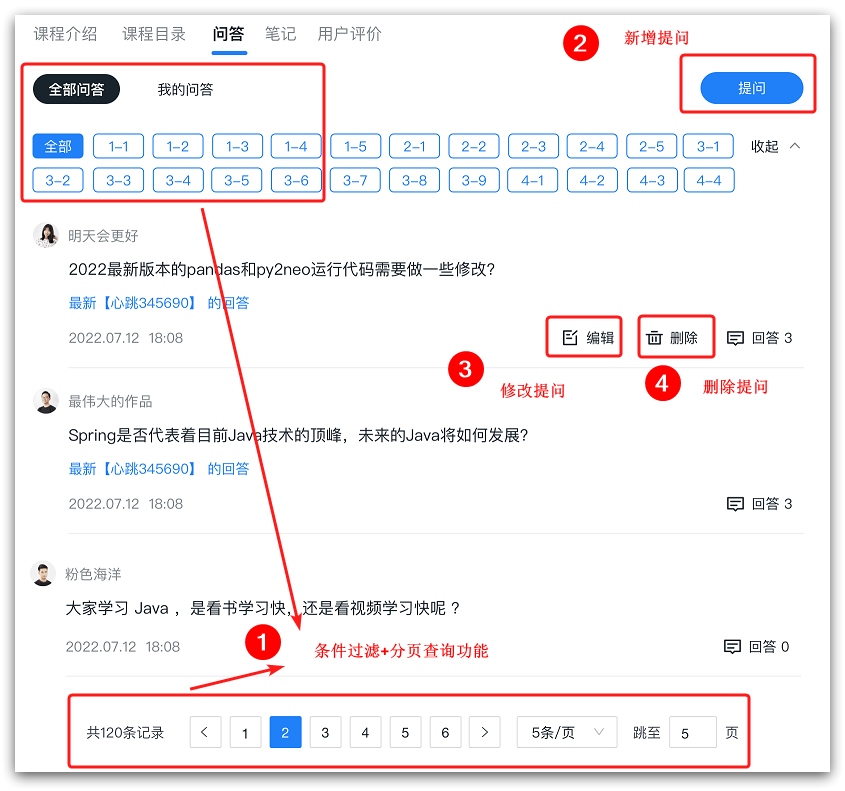 课程介绍 课程目录 问答 笔记 用户评价
2 新增提问
全部问答 我的问答 提问
全部 1-1 1-2 1-3 1-4 1-5 2-1 2-2 2-3 2-4 2-5 3-1 收起
3-2 3-3 3-4 3-5 3-6 3-7 3-8 3-9 4-1 4-2 4-3 4-4
明天会更好
2022最新版本的pandas和py2neo运行代码需要做一些修改?
最新【心跳345690】 的回答
2022.07.12 18:08 编辑 删除 回答 3
3 修改提问 4 删除提问
最伟大的作品
Spring是否代表着目前Java技术的顶峰，未来的Java将如何发展?
最新【心跳345690】 的回答
2022.07.12 18:08 回答 3
粉色海洋
大家学习 Java ，是看书学习快，还是看视频学习快呢 ？
2022.07.12 18:08 回答 0
1 条件过滤+分页查询功能
共120条记录 < 1 2 3 4 5 6 > 5条/页 跳至 5 页